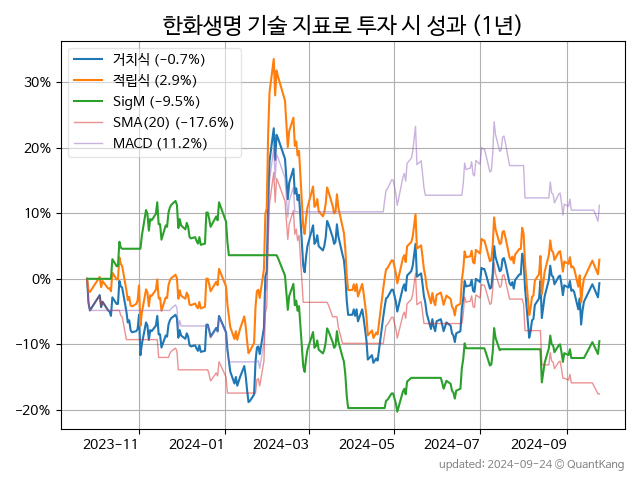 한화생명 기술 지표로 투자 시 성과 (1년)
거치식 (−0.7%)
적립식 (2.9%)
SigM (−9.5%)
SMA(20) (−17.6%)
MACD (11.2%)
30%
20%
10%
0%
−10%
−20%
2023-11 2024-01 2024-03 2024-05 2024-07 2024-09
updated: 2024-09-24 © QuantKang